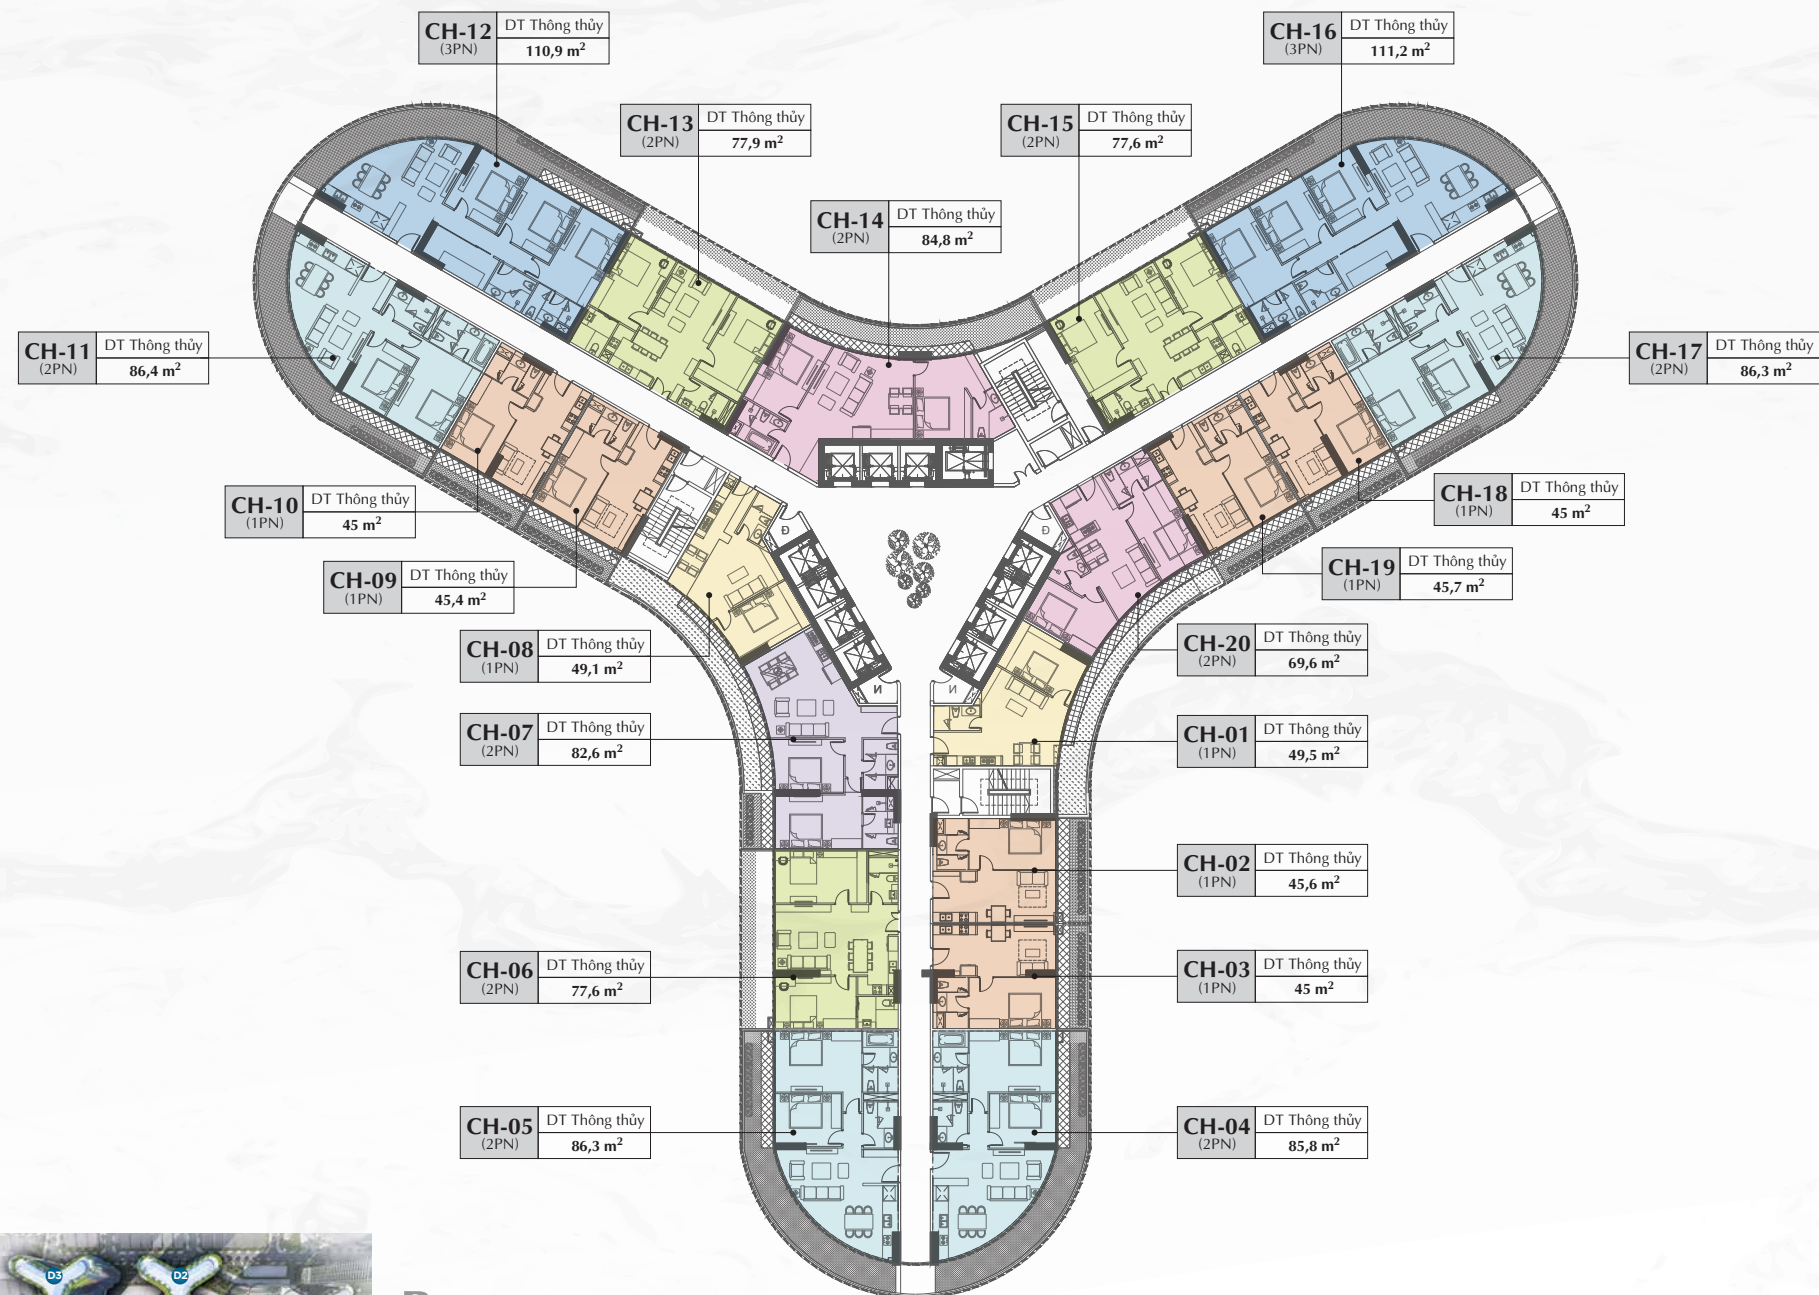 CH-12
(3PN)
DT Thông thủy
110,9 m²
CH-16
(3PN)
DT Thông thủy
111,2 m²
CH-13
(2PN)
DT Thông thủy
77,9 m²
CH-15
(2PN)
DT Thông thủy
77,6 m²
CH-14
(2PN)
DT Thông thủy
84,8 m²
CH-11
(2PN)
DT Thông thủy
86,4 m²
CH-17
(2PN)
DT Thông thủy
86,3 m²
CH-10
(1PN)
DT Thông thủy
45 m²
CH-18
(1PN)
DT Thông thủy
45 m²
CH-09
(1PN)
DT Thông thủy
45,4 m²
CH-19
(1PN)
DT Thông thủy
45,7 m²
CH-08
(1PN)
DT Thông thủy
49,1 m²
CH-20
(2PN)
DT Thông thủy
69,6 m²
CH-07
(2PN)
DT Thông thủy
82,6 m²
CH-01
(1PN)
DT Thông thủy
49,5 m²
CH-02
(1PN)
DT Thông thủy
45,6 m²
CH-06
(2PN)
DT Thông thủy
77,6 m²
CH-03
(1PN)
DT Thông thủy
45 m²
CH-05
(2PN)
DT Thông thủy
86,3 m²
CH-04
(2PN)
DT Thông thủy
85,8 m²
Đ
Đ
N
N
D3
D2